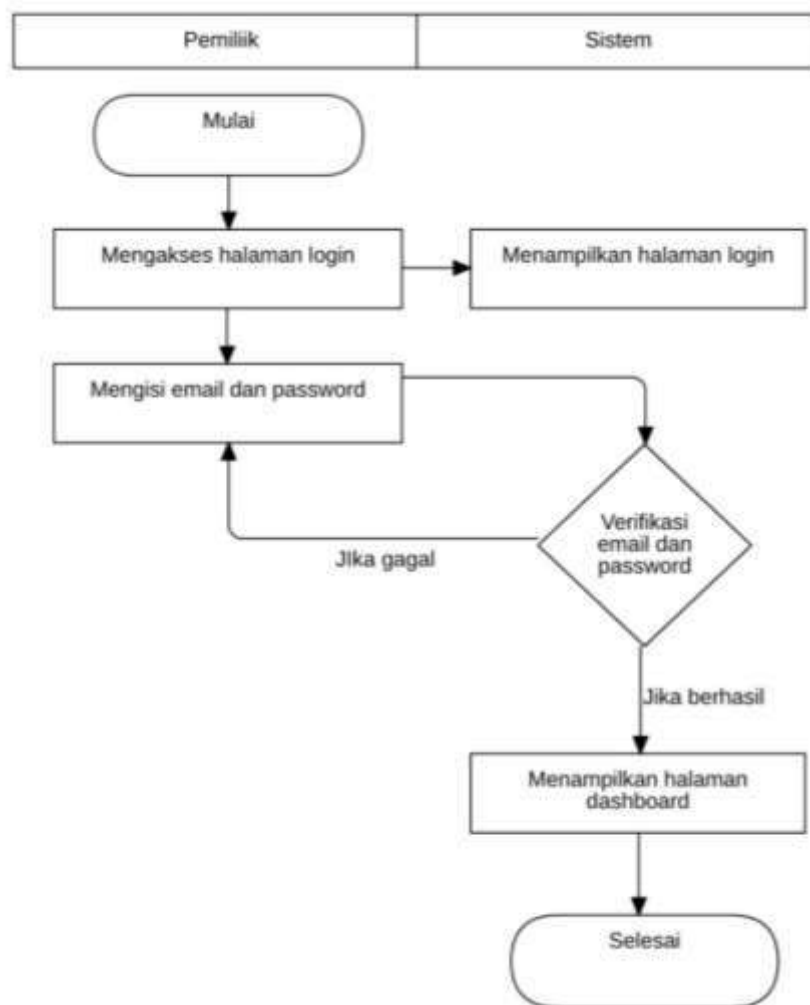 Pemiliik
Sistem
Mulai
Mengakses halaman login
Menampilkan halaman login
Mengisi email dan password
Verifikasi
email dan
password
JIka gagal
Jika berhasil
Menampilkan halaman
dashboard
Selesai